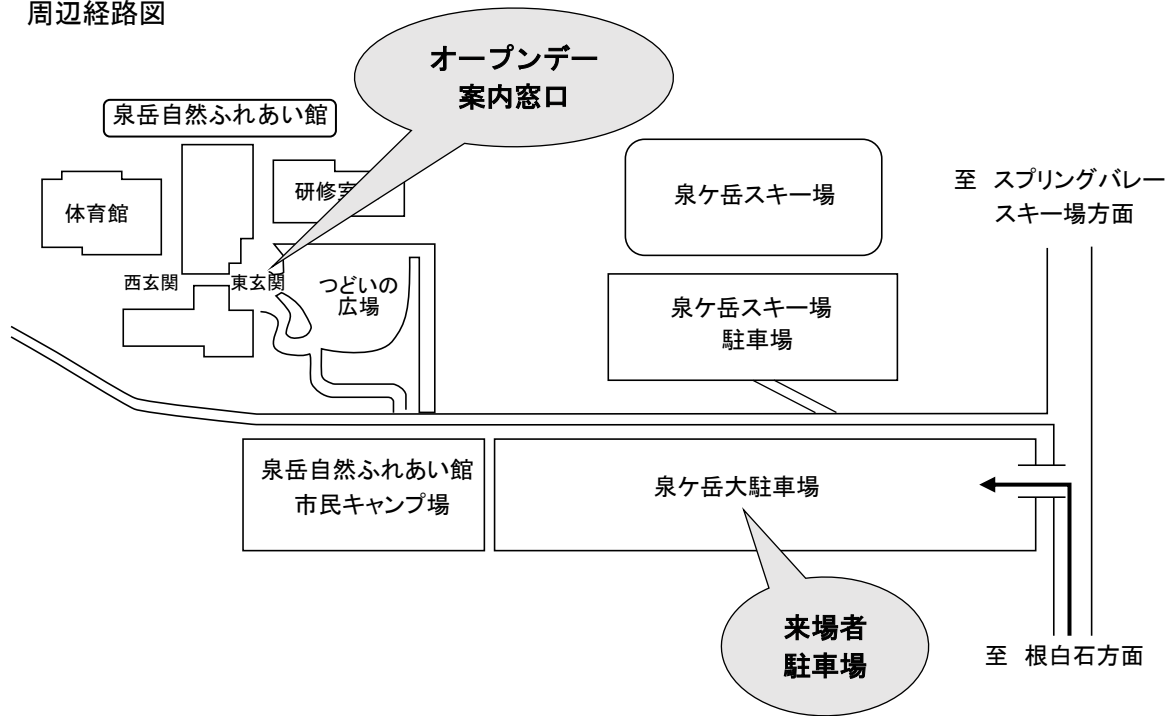 周辺経路図
オープンデー
案内窓口
泉岳自然ふれあい館
体育館
研修室
西玄関
東玄関
つどいの
広場
泉ケ岳スキー場
至 スプリングバレー
スキー場方面
泉ケ岳スキー場
駐車場
泉岳自然ふれあい館
市民キャンプ場
泉ケ岳大駐車場
来場者
駐車場
至 根白石方面